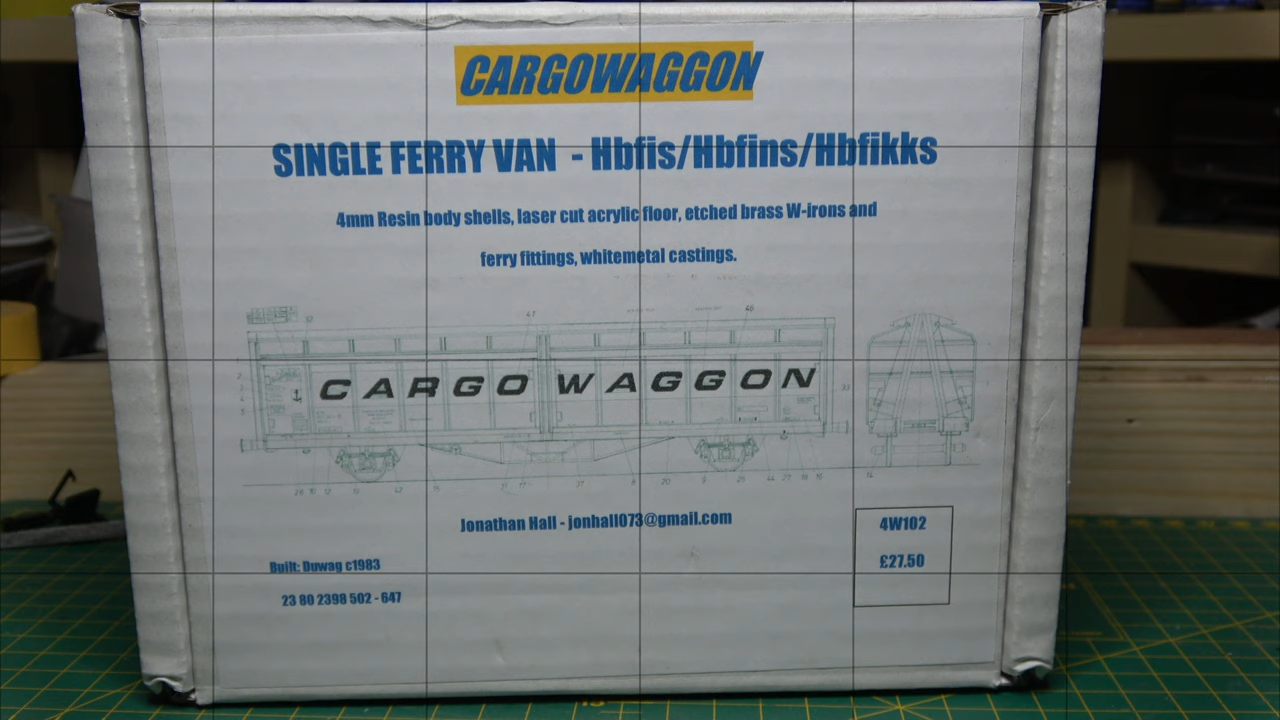 CARGOWAGGON
SINGLE FERRY VAN - Hbfis/Hbfins/Hbfikks
4mm Resin body shells, laser cut acrylic floor, etched brass W-irons and
ferry fittings, whitemetal castings.
CARGO WAGGON
Jonathan Hall - jonhall073@gmail.com
4W102
£27.50
Built: Duwag c1983
23 80 2398 502 - 647